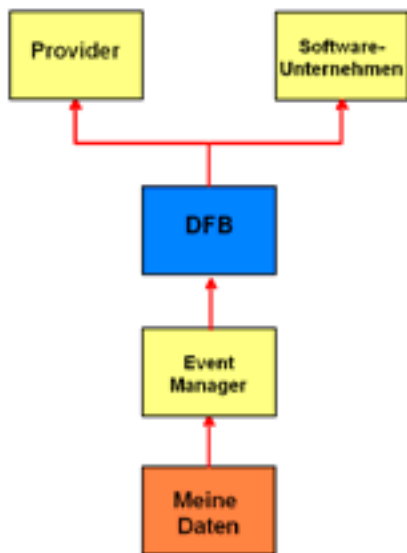 Provider
Software-
Unternehmen
DFB
Event
Manager
Meine
Daten